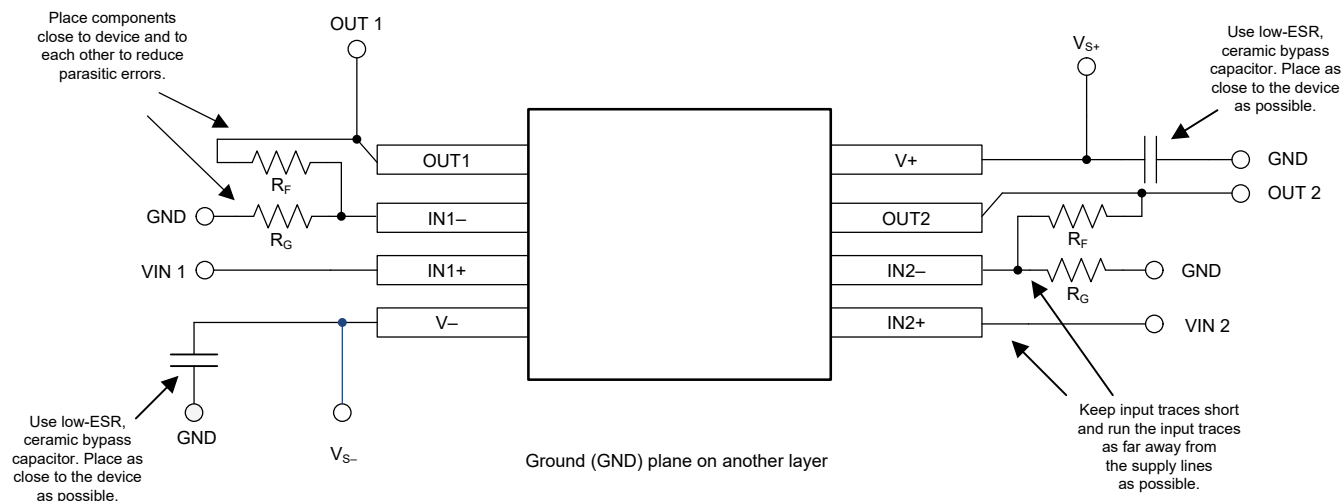 Place components
close to device and to
each other to reduce
parasitic errors.
OUT 1
VS+
Use low-ESR,
ceramic bypass
capacitor. Place as
close to the device
as possible.
OUT1
V+
GND
RF
OUT 2
GND
IN1–
OUT2
RF
RG
VIN 1
IN1+
IN2–
GND
RG
V–
IN2+
VIN 2
Use low-ESR,
ceramic bypass
capacitor. Place as
close to the device
as possible.
GND
VS–
Ground (GND) plane on another layer
Keep input traces short
and run the input traces
as far away from
the supply lines
as possible.